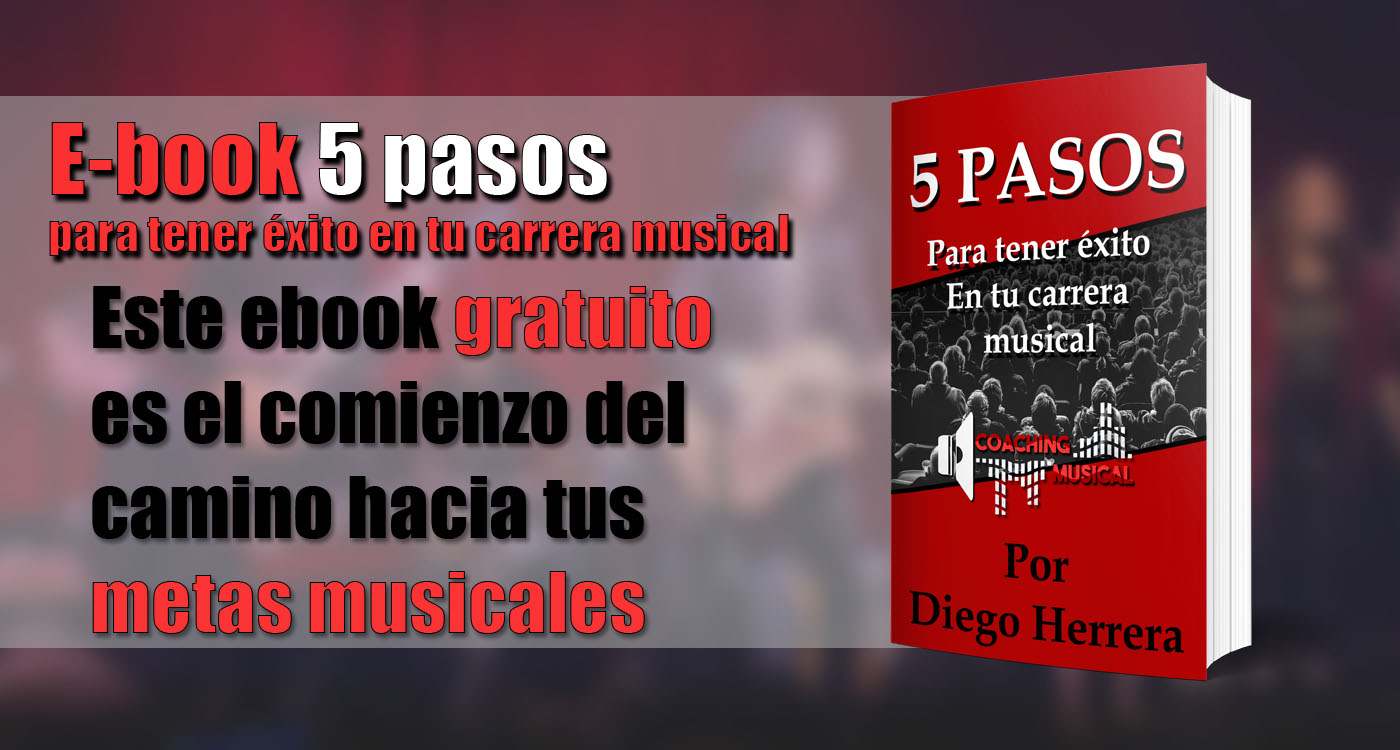 E-book 5 pasos
para tener éxito en tu carrera musical
Este ebook gratuito
es el comienzo del
camino hacia tus
metas musicales
5 PASOS
Para tener éxito
En tu carrera
musical
COACHING
MUSICAL
Por
Diego Herrera